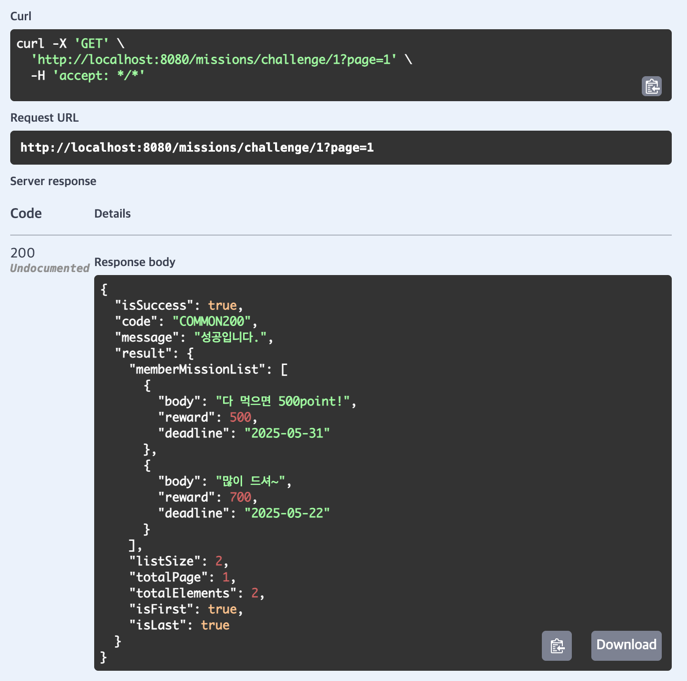 Curl
curl -X 'GET' \
  'http://localhost:8080/missions/challenge/1?page=1' \
  -H 'accept: */*'
Request URL
http://localhost:8080/missions/challenge/1?page=1
Server response
Code Details
200
Undocumented
Response body
{
  "isSuccess": true,
  "code": "COMMON200",
  "message": "성공입니다.",
  "result": {
    "memberMissionList": [
      {
        "body": "다 먹으면 500point!",
        "reward": 500,
        "deadline": "2025-05-31"
      },
      {
        "body": "많이 드셔~",
        "reward": 700,
        "deadline": "2025-05-22"
      }
    ],
    "listSize": 2,
    "totalPage": 1,
    "totalElements": 2,
    "isFirst": true,
    "isLast": true
  }
}
Download